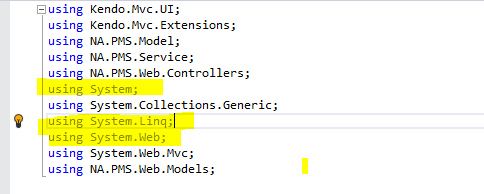 using Kendo.Mvc.UI;
using Kendo.Mvc.Extensions;
using NA.PMS.Model;
using NA.PMS.Service;
using NA.PMS.Web.Controllers;
using System;
using System.Collections.Generic;
using System.Linq;
using System.Web;
using System.Web.Mvc;
using NA.PMS.Web.Models;